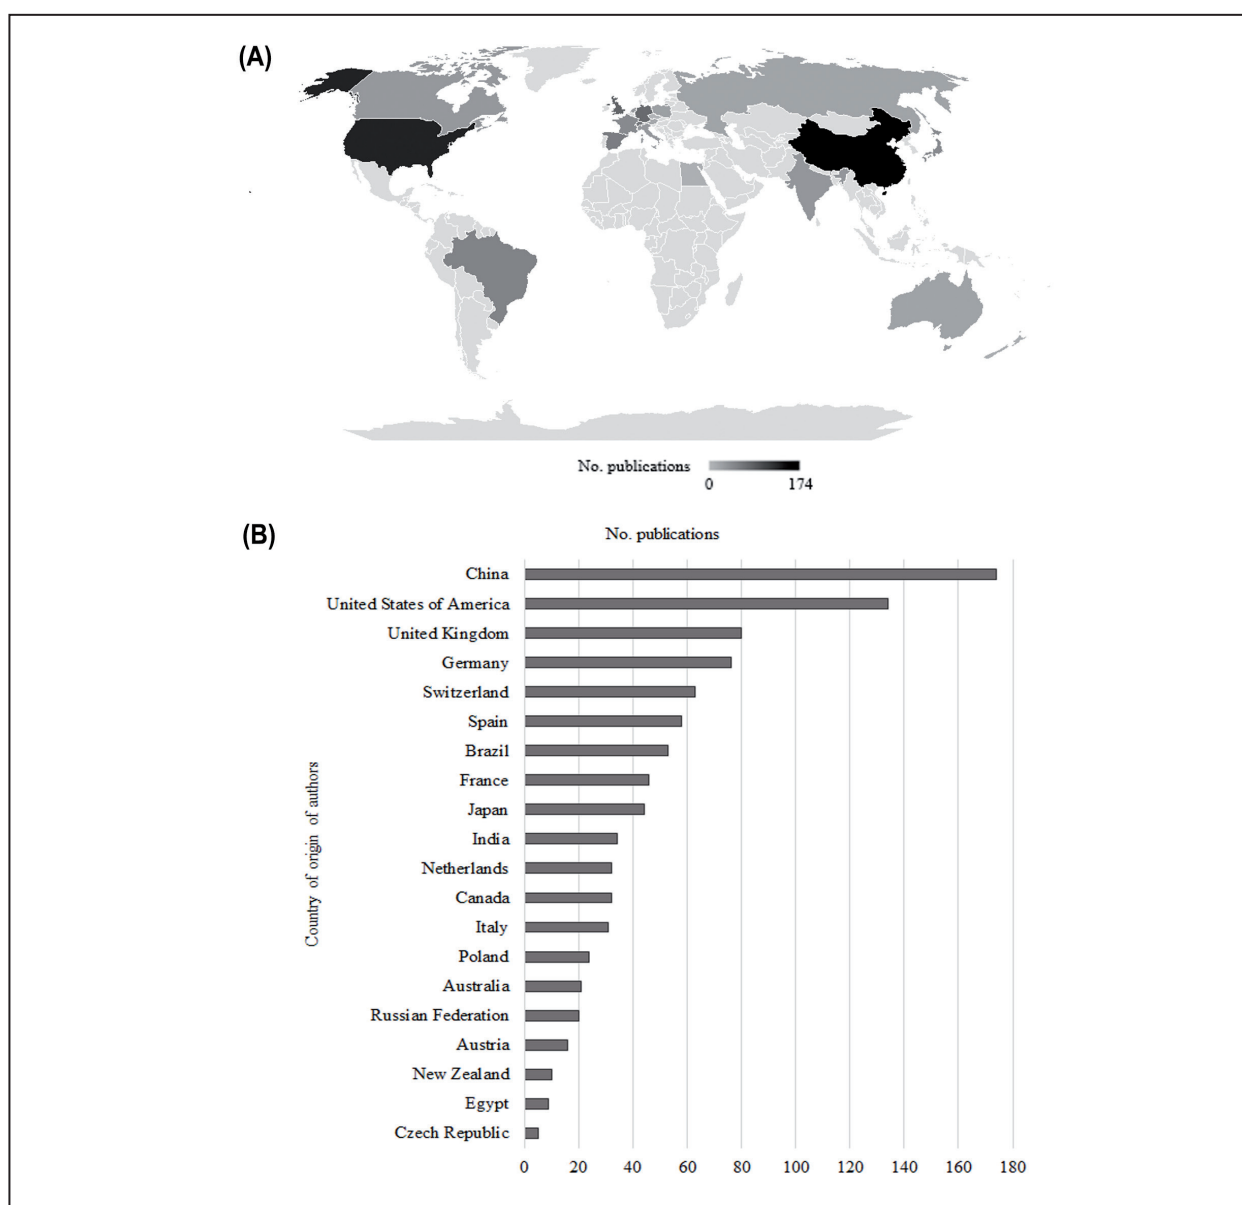 (A)
No. publications
0 174
(B)
No. publications
Country of origin of authors
China
United States of America
United Kingdom
Germany
Switzerland
Spain
Brazil
France
Japan
India
Netherlands
Canada
Italy
Poland
Australia
Russian Federation
Austria
New Zealand
Egypt
Czech Republic
0 20 40 60 80 100 120 140 160 180